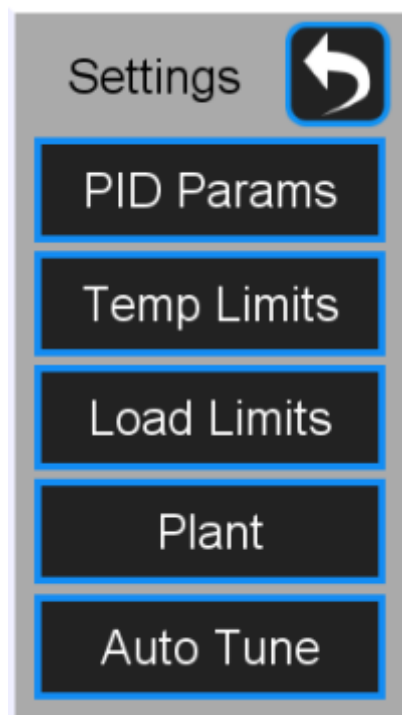 Settings
PID Params
Temp Limits
Load Limits
Plant
Auto Tune